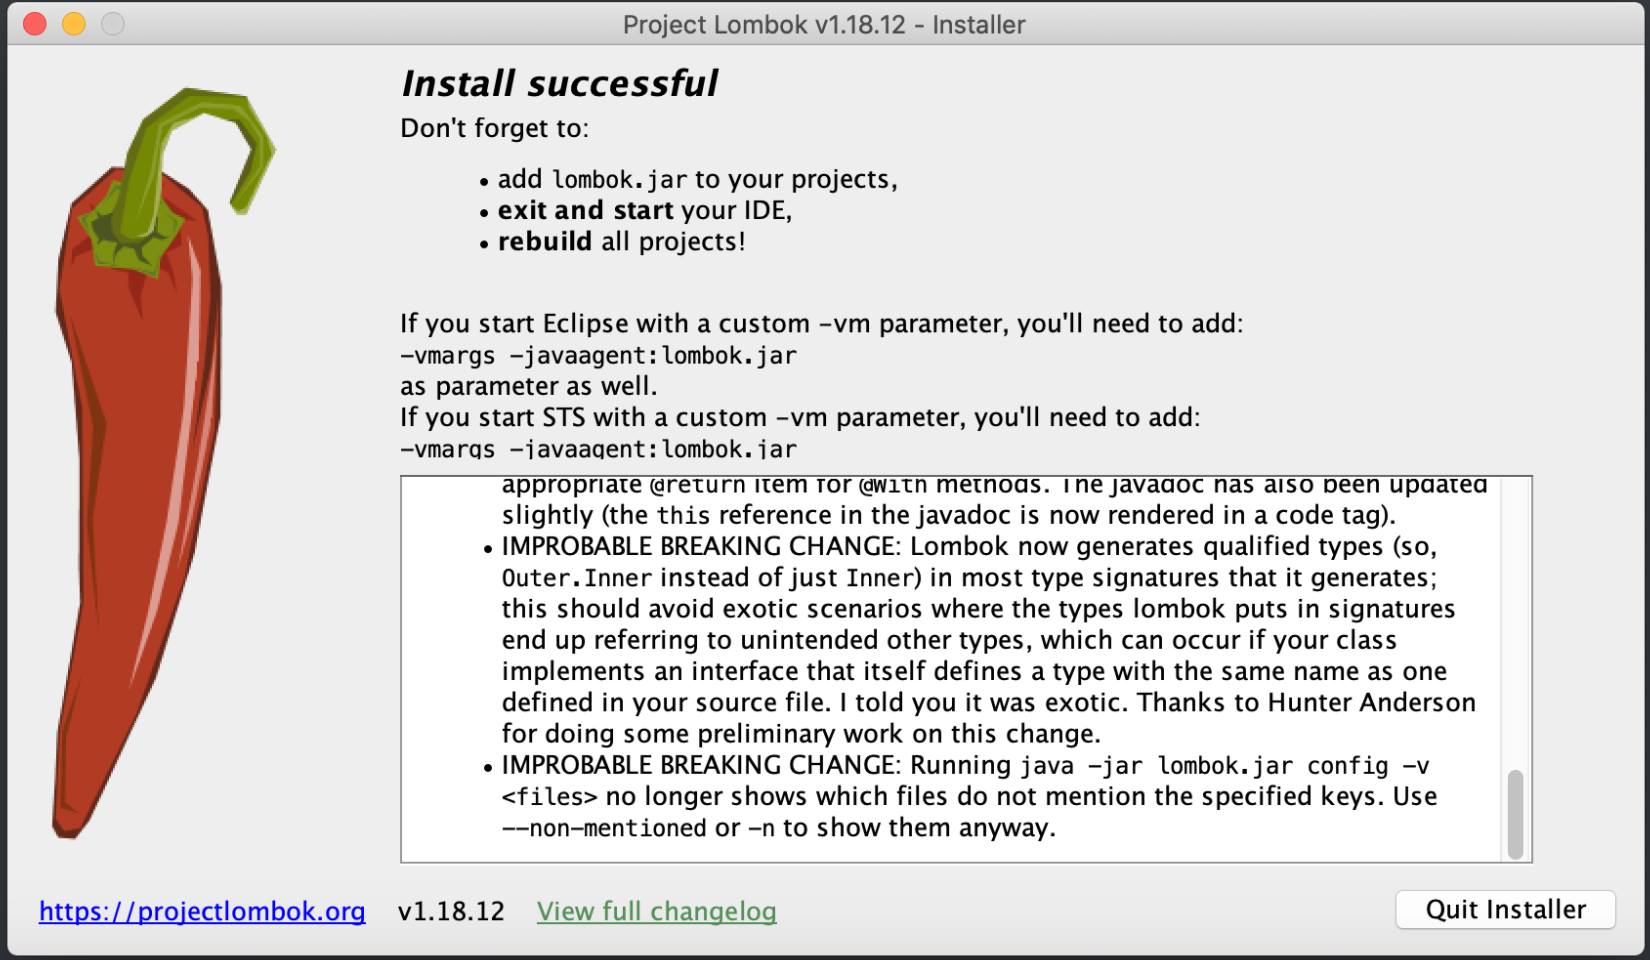 Project Lombok v1.18.12 - Installer
Install successful
Don't forget to:
• add lombok.jar to your projects,
• exit and start your IDE,
• rebuild all projects!
If you start Eclipse with a custom -vm parameter, you'll need to add:
-vmargs -javaagent:lombok.jar
as parameter as well.
If you start STS with a custom -vm parameter, you'll need to add:
-vmargs -javaagent:lombok.jar
appropriate @return item for @With methods. The javadoc has also been updated
slightly (the this reference in the javadoc is now rendered in a code tag).
• IMPROBABLE BREAKING CHANGE: Lombok now generates qualified types (so,
Outer.Inner instead of just Inner) in most type signatures that it generates;
this should avoid exotic scenarios where the types lombok puts in signatures
end up referring to unintended other types, which can occur if your class
implements an interface that itself defines a type with the same name as one
defined in your source file. I told you it was exotic. Thanks to Hunter Anderson
for doing some preliminary work on this change.
• IMPROBABLE BREAKING CHANGE: Running java -jar lombok.jar config -v
<files> no longer shows which files do not mention the specified keys. Use
--non-mentioned or -n to show them anyway.
https://projectlombok.org v1.18.12 View full changelog Quit Installer